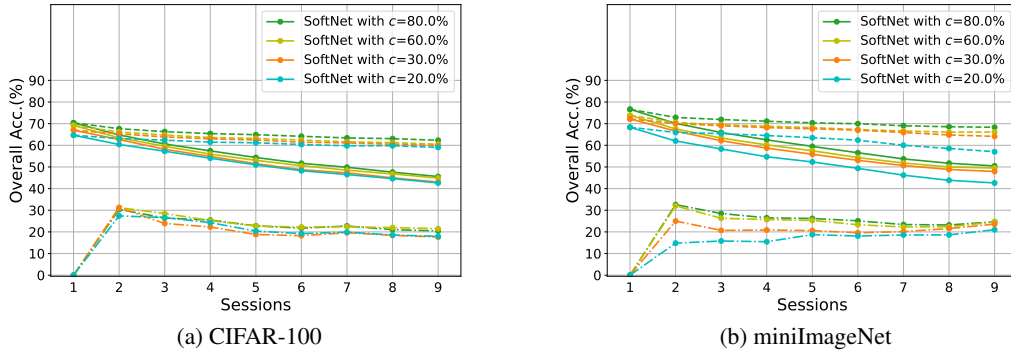 SoftNet with c=80.0%
SoftNet with c=60.0%
SoftNet with c=30.0%
SoftNet with c=20.0%
Overall Acc.(%)
90
80
70
60
50
40
30
20
10
0
1 2 3 4 5 6 7 8 9
Sessions
(a) CIFAR-100
SoftNet with c=80.0%
SoftNet with c=60.0%
SoftNet with c=30.0%
SoftNet with c=20.0%
Overall Acc.(%)
90
80
70
60
50
40
30
20
10
0
1 2 3 4 5 6 7 8 9
Sessions
(b) miniImageNet